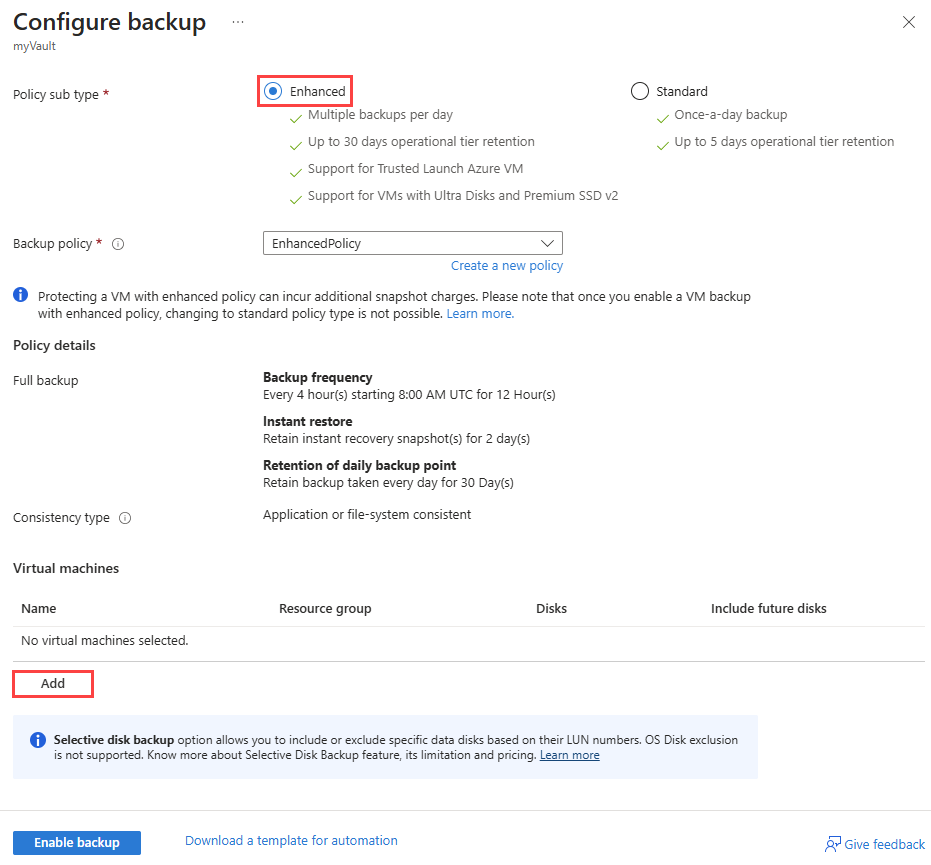 Configure backup ...
myVault
Policy sub type *
Enhanced
Multiple backups per day
Up to 30 days operational tier retention
Support for Trusted Launch Azure VM
Support for VMs with Ultra Disks and Premium SSD v2
Standard
Once-a-day backup
Up to 5 days operational tier retention
Backup policy *
EnhancedPolicy
Create a new policy
Protecting a VM with enhanced policy can incur additional snapshot charges. Please note that once you enable a VM backup
with enhanced policy, changing to standard policy type is not possible. Learn more.
Policy details
Full backup
Backup frequency
Every 4 hour(s) starting 8:00 AM UTC for 12 Hour(s)
Instant restore
Retain instant recovery snapshot(s) for 2 day(s)
Retention of daily backup point
Retain backup taken every day for 30 Day(s)
Consistency type
Application or file-system consistent
Virtual machines
Name Resource group Disks Include future disks
No virtual machines selected.
Add
Selective disk backup option allows you to include or exclude specific data disks based on their LUN numbers. OS Disk exclusion
is not supported. Know more about Selective Disk Backup feature, its limitation and pricing. Learn more
Enable backup Download a template for automation Give feedback